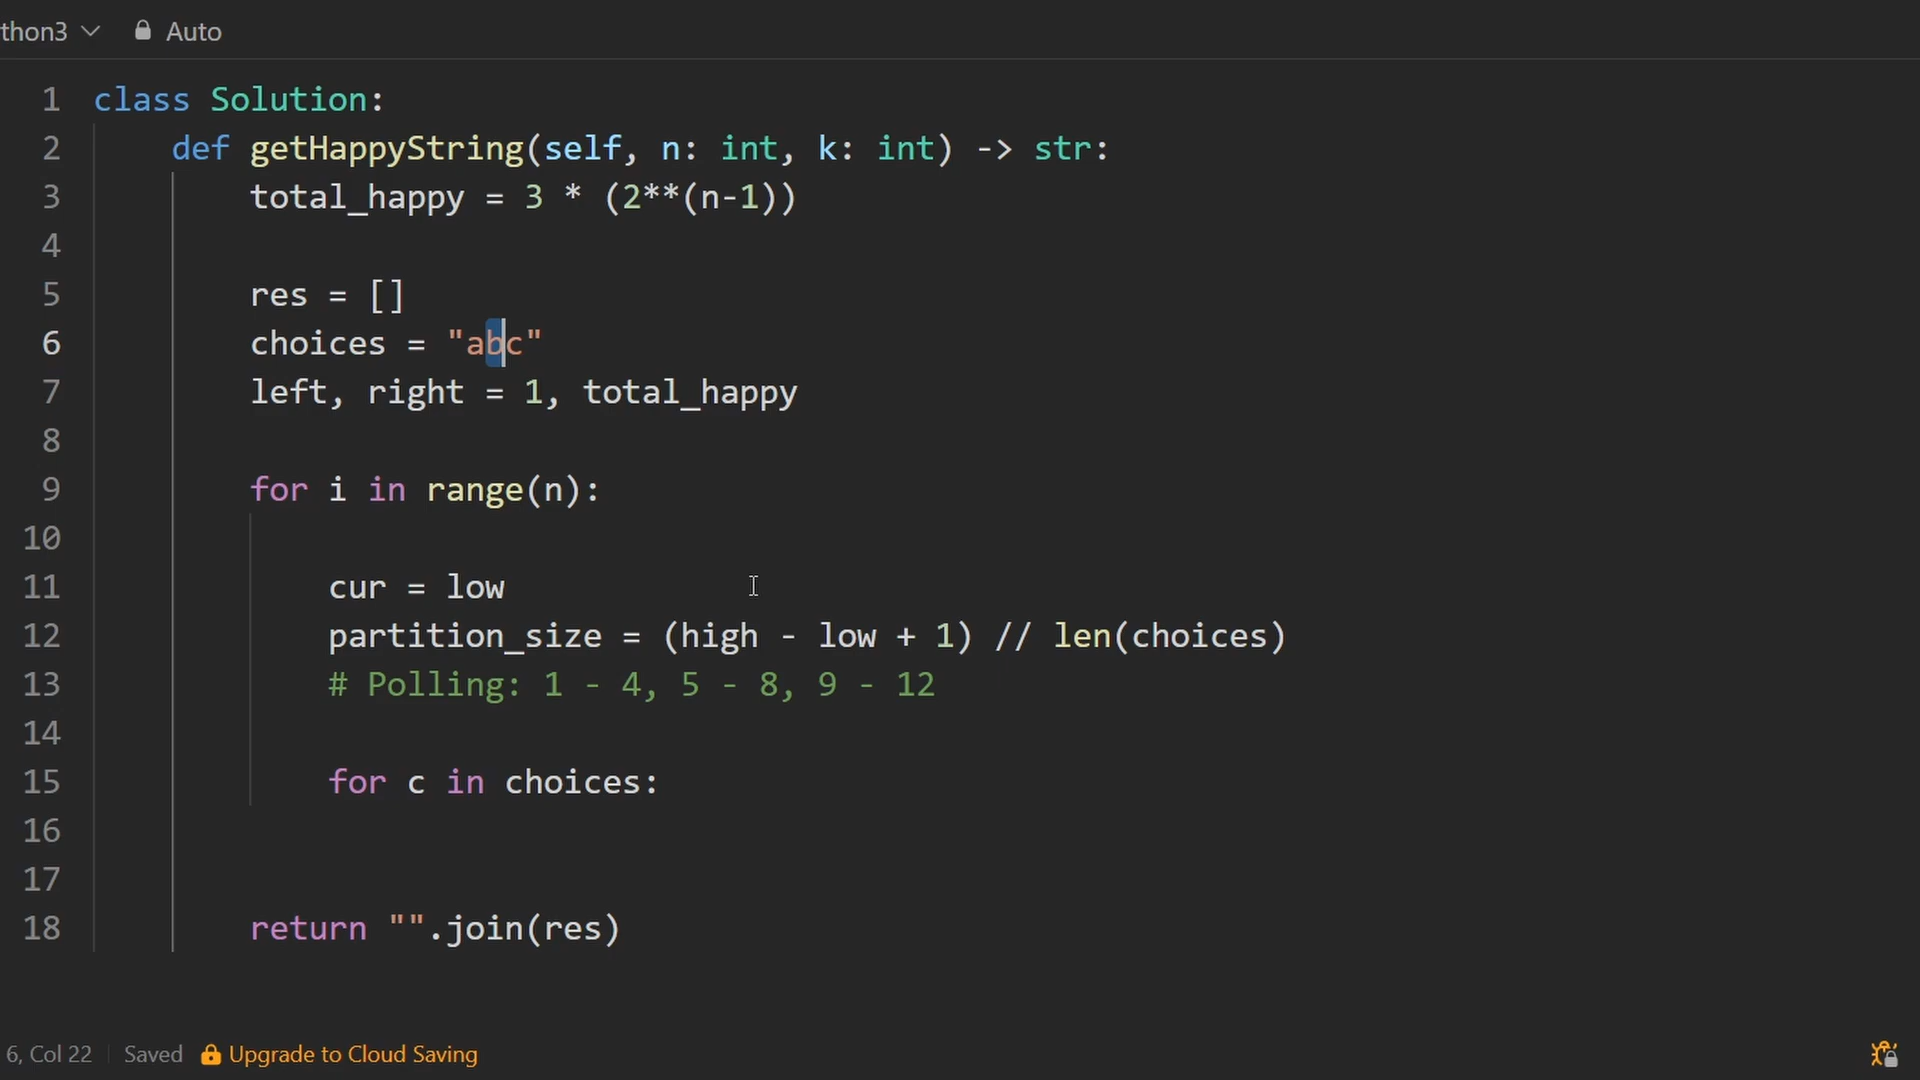 thon3 Auto
1 class Solution:
2 def getHappyString(self, n: int, k: int) -> str:
3 total_happy = 3 * (2**(n-1))
4
5 res = []
6 choices = "abc"
7 left, right = 1, total_happy
8
9 for i in range(n):
10
11 cur = low
12 partition_size = (high - low + 1) // len(choices)
13 # Polling: 1 - 4, 5 - 8, 9 - 12
14
15 for c in choices:
16
17
18 return "".join(res)
6, Col 22 Saved Upgrade to Cloud Saving